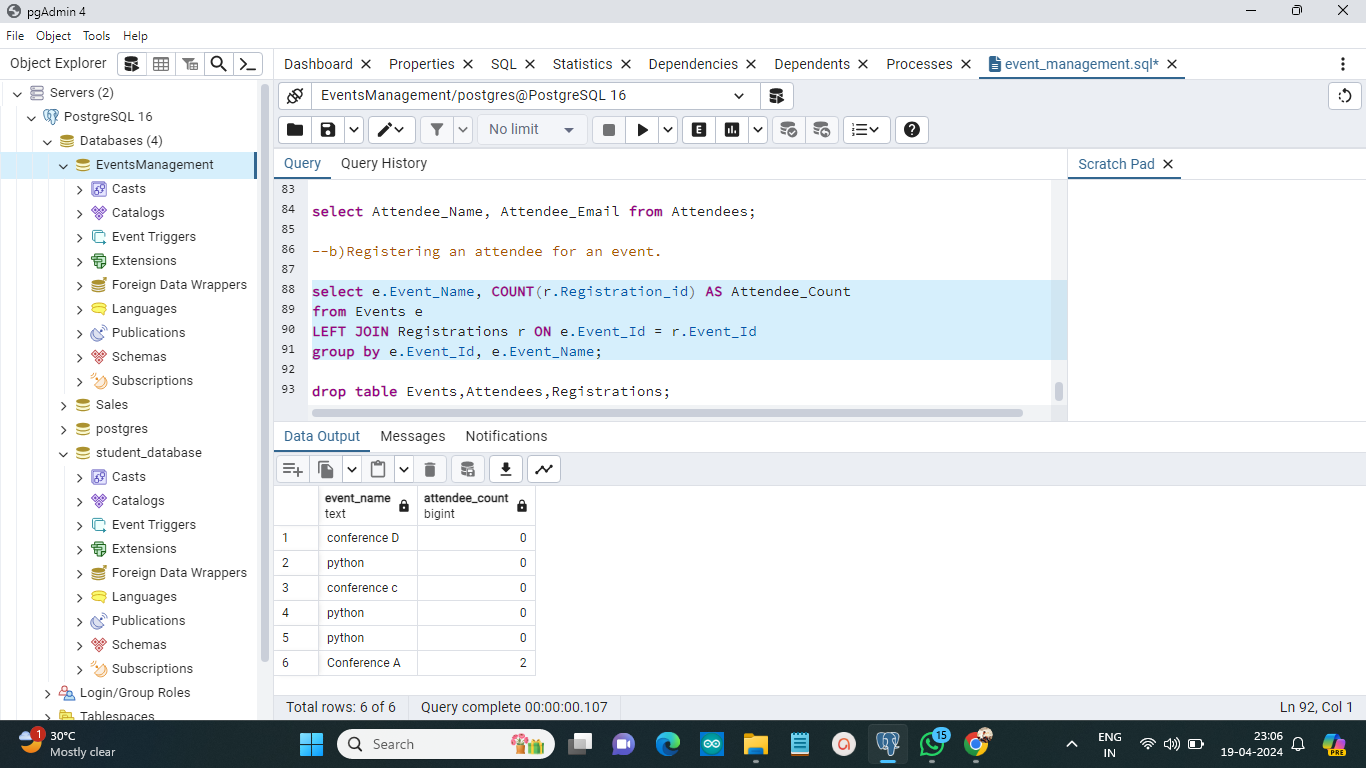 pgAdmin 4
File Object Tools Help
Object Explorer
Dashboard Properties SQL Statistics Dependencies Dependents Processes event_management.sql*
Servers (2)
PostgreSQL 16
Databases (4)
EventsManagement
Casts
Catalogs
Event Triggers
Extensions
Foreign Data Wrappers
Languages
Publications
Schemas
Subscriptions
Sales
postgres
student_database
Casts
Catalogs
Event Triggers
Extensions
Foreign Data Wrappers
Languages
Publications
Schemas
Subscriptions
Login/Group Roles
Tablespaces
EventsManagement/postgres@PostgreSQL 16
No limit
E
Query Query History
Scratch Pad
83
84 select Attendee_Name, Attendee_Email from Attendees;
85
86 --b)Registering an attendee for an event.
87
88 select e.Event_Name, COUNT(r.Registration_id) AS Attendee_Count
89 from Events e
90 LEFT JOIN Registrations r ON e.Event_Id = r.Event_Id
91 group by e.Event_Id, e.Event_Name;
92
93 drop table Events,Attendees,Registrations;
Data Output Messages Notifications
event_name attendee_count
text bigint
1 conference D 0
2 python 0
3 conference c 0
4 python 0
5 python 0
6 Conference A 2
Total rows: 6 of 6 Query complete 00:00:00.107 Ln 92, Col 1
1
30°C
Mostly clear
Search
15
ENG
IN
23:06
19-04-2024
PRE